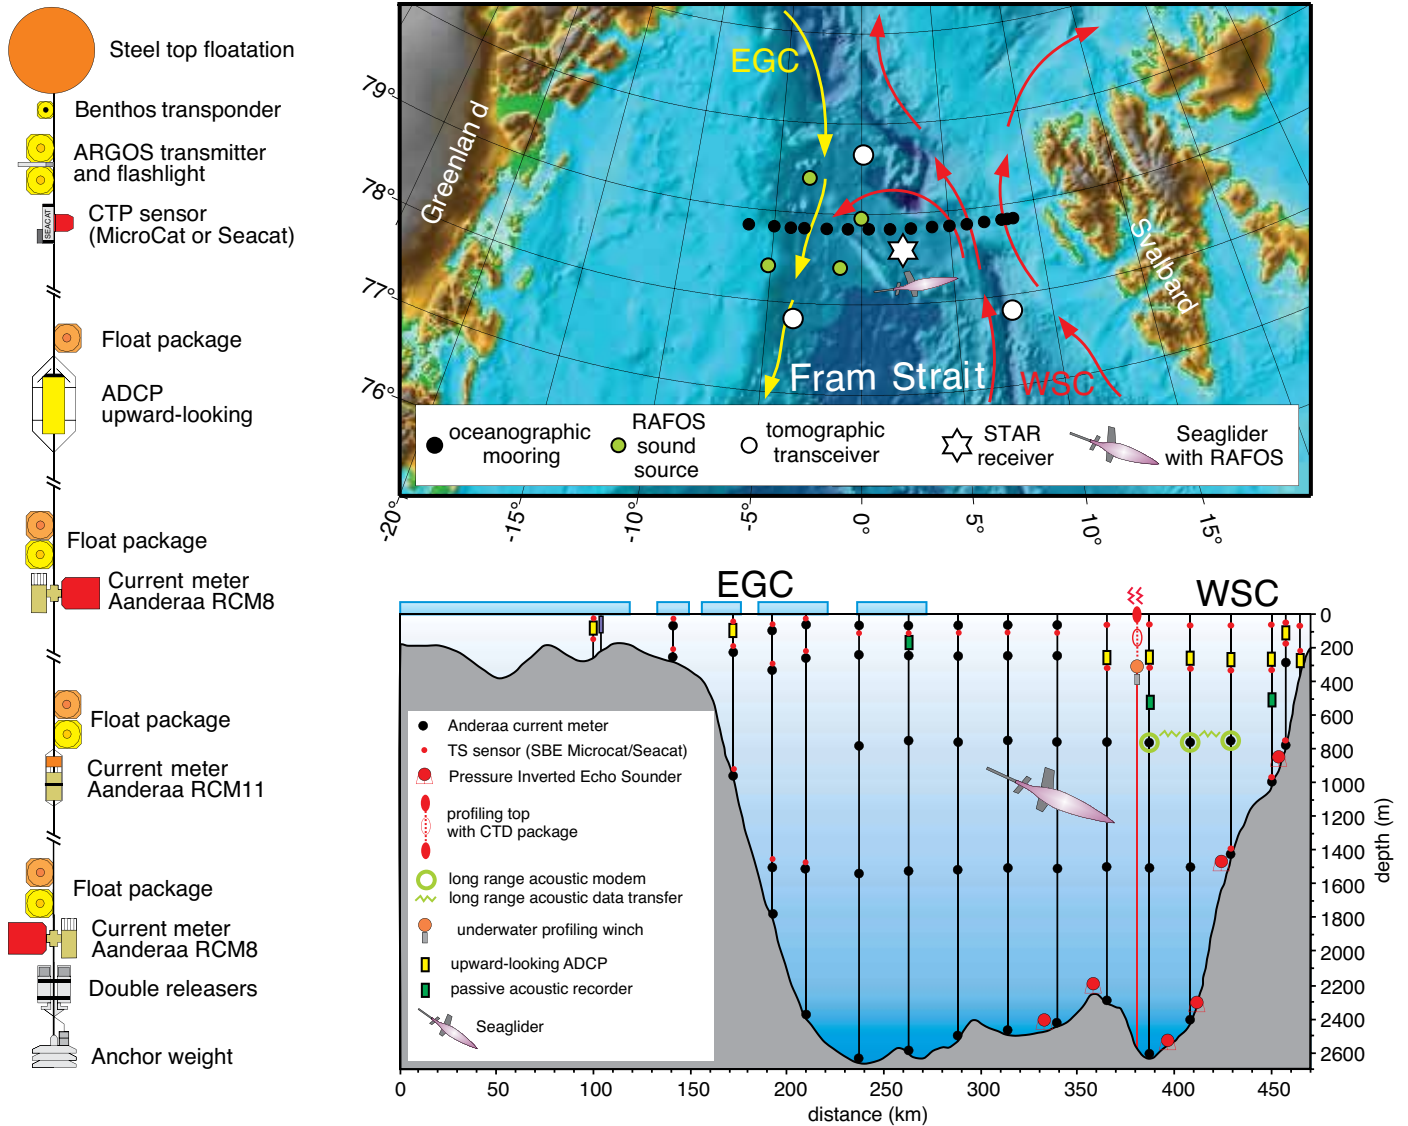 Steel top floatation
Benthos transponder
ARGOS transmitter
and flashlight
SEACAT
CTP sensor
(MicroCat or Seacat)
Float package
ADCP
upward-looking
Float package
Current meter
Aanderaa RCM8
Float package
Current meter
Aanderaa RCM11
Float package
Current meter
Aanderaa RCM8
Double releasers
Anchor weight
79°
78°
77°
76°
Greenland
EGC
Svalbard
Fram Strait
WSC
oceanographic
mooring
RAFOS
sound
source
tomographic
transceiver
STAR
receiver
Seaglider
with RAFOS
-20°
-15°
-10°
-5°
0°
5°
10°
15°
EGC
WSC
0
200
400
600
800
1000
1200
1400
1600
1800
2000
2200
2400
2600
depth (m)
Anderaa current meter
TS sensor (SBE Microcat/Seacat)
Pressure Inverted Echo Sounder
profiling top
with CTD package
long range acoustic modem
long range acoustic data transfer
underwater profiling winch
upward-looking ADCP
passive acoustic recorder
Seaglider
0 50 100 150 200 250 300 350 400 450
distance (km)